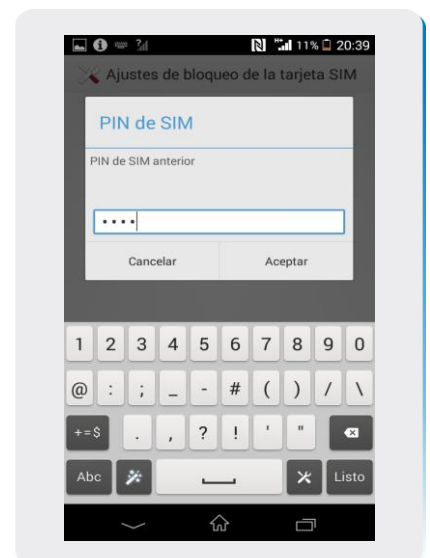 11% 20:39
Ajustes de bloqueo de la tarjeta SIM
PIN de SIM
PIN de SIM anterior
••••
Cancelar Aceptar
1 2 3 4 5 6 7 8 9 0
@ : ; _ - # ( ) / \
+=$ . , ? ! ' "
Abc Listo